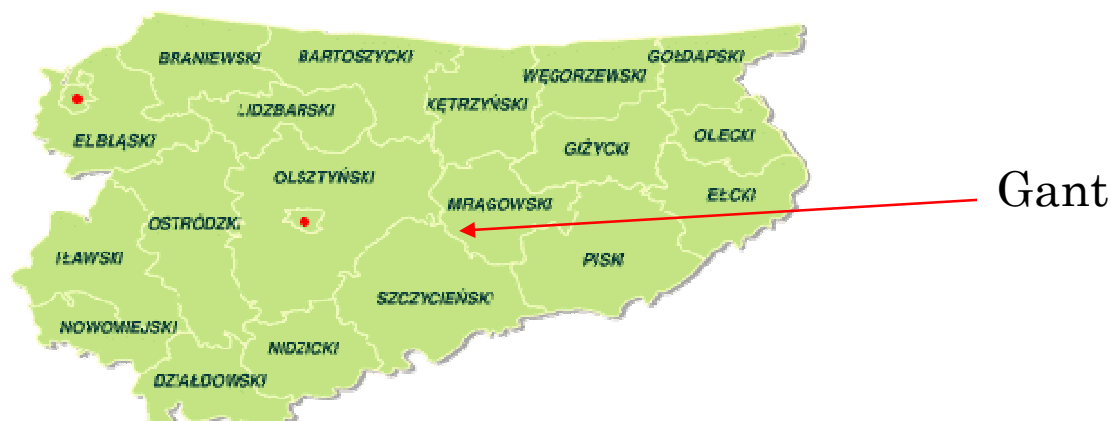 BRANIEWSKI
BARTOSZYCKI
GOŁDAPSKI
WĘGORZEWSKI
LIDZBARSKI
KĘTRZYŃSKI
ELBLĄSKI
GIŻYCKI
OLECKI
OLSZTYŃSKI
MRĄGOWSKI
EŁCKI
Gant
OSTRÓDZKI
IŁAWSKI
PISKI
SZCZYCIEŃSKI
NOWOMIEJSKI
NIDZICKI
DZIAŁDOWSKI